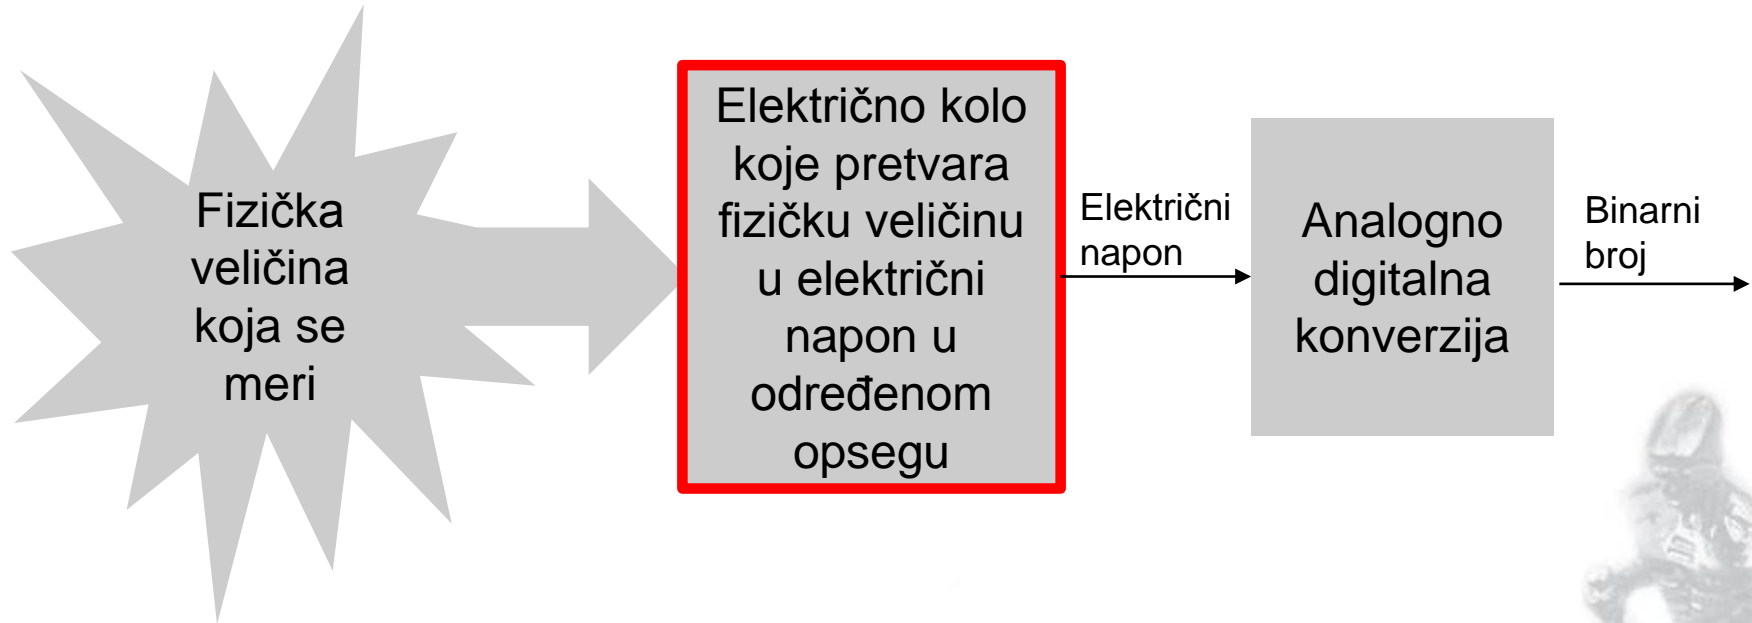 Fizička
veličina
koja se
meri
Električno kolo
koje pretvara
fizičku veličinu
u električni
napon u
određenom
opsegu
Električni
napon
Analogno
digitalna
konverzija
Binarni
broj